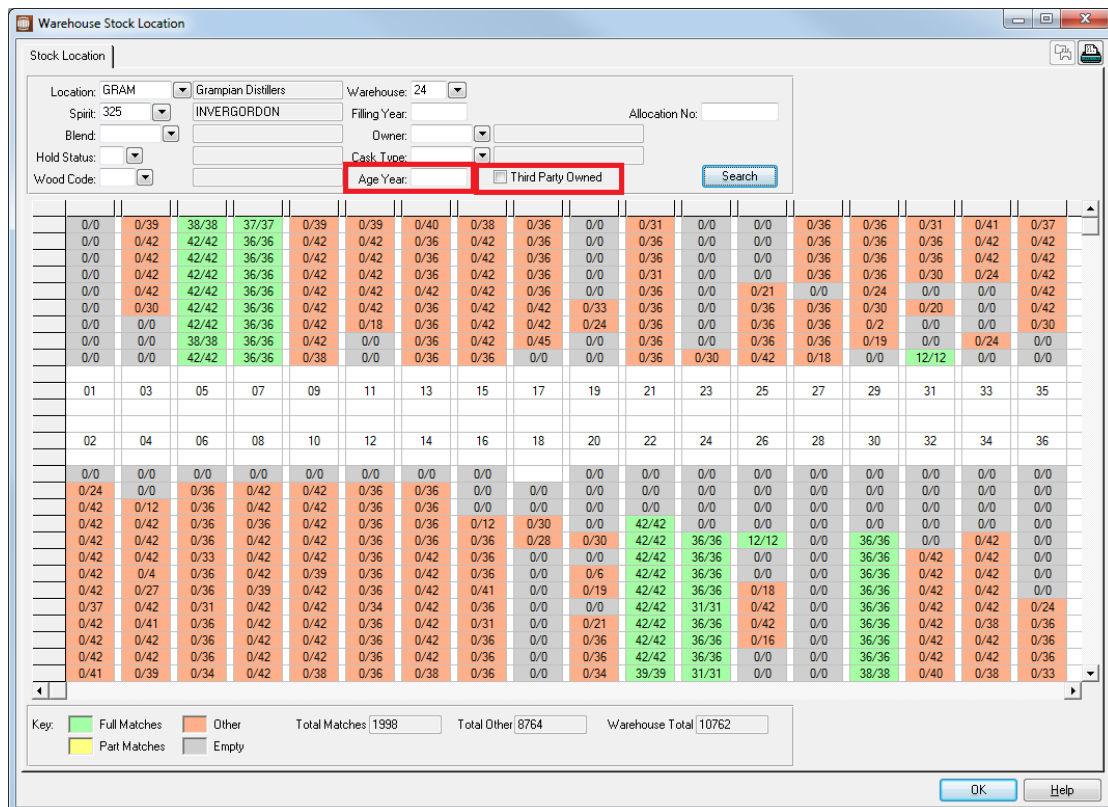 Warehouse Stock Location
Stock Location
Location: GRAM Grampian Distillers Warehouse: 24
Spirit: 325 INVERGORDON Filling Year: Allocation No:
Blend: Owner:
Hold Status: Cask Type:
Wood Code: Age Year: Third Party Owned Search
0/0 0/39 38/38 37/37 0/39 0/39 0/40 0/38 0/36 0/0 0/31 0/0 0/0 0/36 0/36 0/31 0/41 0/37
0/0 0/42 42/42 36/36 0/42 0/42 0/36 0/42 0/36 0/0 0/36 0/0 0/0 0/36 0/36 0/36 0/42 0/42
0/0 0/42 42/42 36/36 0/42 0/42 0/36 0/42 0/36 0/0 0/36 0/0 0/0 0/36 0/36 0/36 0/42 0/42
0/0 0/42 42/42 36/36 0/42 0/42 0/36 0/42 0/36 0/0 0/31 0/0 0/0 0/36 0/36 0/30 0/24 0/42
0/0 0/42 42/42 36/36 0/42 0/42 0/36 0/42 0/42 0/0 0/36 0/0 0/21 0/0 0/24 0/0 0/0 0/42
0/0 0/30 42/42 36/36 0/42 0/42 0/36 0/42 0/42 0/33 0/36 0/0 0/36 0/36 0/30 0/20 0/0 0/42
0/0 0/0 42/42 36/36 0/42 0/18 0/36 0/42 0/42 0/24 0/36 0/0 0/36 0/36 0/2 0/0 0/0 0/30
0/0 0/0 38/38 36/36 0/42 0/0 0/36 0/42 0/45 0/0 0/36 0/0 0/36 0/36 0/19 0/0 0/24 0/0
0/0 0/0 42/42 36/36 0/38 0/0 0/36 0/36 0/0 0/0 0/36 0/30 0/42 0/18 0/0 12/12 0/0 0/0
01 03 05 07 09 11 13 15 17 19 21 23 25 27 29 31 33 35
02 04 06 08 10 12 14 16 18 20 22 24 26 28 30 32 34 36
0/0 0/0 0/0 0/0 0/0 0/0 0/0 0/0 0/0 0/0 0/0 0/0 0/0 0/0 0/0 0/0 0/0
0/24 0/0 0/36 0/42 0/42 0/36 0/36 0/0 0/0 0/0 0/0 0/0 0/0 0/0 0/0 0/0 0/0 0/0
0/42 0/12 0/36 0/42 0/42 0/36 0/36 0/0 0/0 0/0 0/0 0/0 0/0 0/0 0/0 0/0 0/0 0/0
0/42 0/42 0/36 0/42 0/42 0/36 0/36 0/12 0/30 0/0 42/42 0/0 0/0 0/0 0/0 0/0 0/0 0/0
0/42 0/42 0/36 0/42 0/42 0/36 0/36 0/36 0/28 0/30 42/42 36/36 12/12 0/0 36/36 0/0 0/42 0/0
0/42 0/42 0/33 0/42 0/42 0/36 0/42 0/36 0/0 0/0 42/42 36/36 0/0 0/0 36/36 0/42 0/42 0/0
0/42 0/4 0/36 0/42 0/39 0/36 0/42 0/36 0/0 0/6 42/42 36/36 0/0 0/0 36/36 0/42 0/42 0/0
0/42 0/27 0/36 0/39 0/42 0/36 0/42 0/41 0/0 0/19 42/42 36/36 0/18 0/0 36/36 0/42 0/42 0/0
0/37 0/42 0/31 0/42 0/42 0/34 0/42 0/36 0/0 0/0 42/42 31/31 0/42 0/0 36/36 0/42 0/42 0/24
0/42 0/41 0/36 0/42 0/42 0/36 0/42 0/31 0/0 0/21 42/42 36/36 0/42 0/0 36/36 0/42 0/38 0/36
0/42 0/42 0/36 0/42 0/42 0/36 0/42 0/36 0/0 0/36 42/42 36/36 0/16 0/0 36/36 0/42 0/42 0/36
0/42 0/42 0/36 0/42 0/42 0/36 0/42 0/36 0/0 0/36 42/42 36/36 0/0 0/0 36/36 0/42 0/42 0/36
0/41 0/39 0/34 0/42 0/38 0/36 0/38 0/36 0/0 0/34 39/39 31/31 0/0 0/0 38/38 0/40 0/38 0/33
Key: Full Matches Other Total Matches 1998 Total Other 8764 Warehouse Total 10762
Part Matches Empty
OK Help